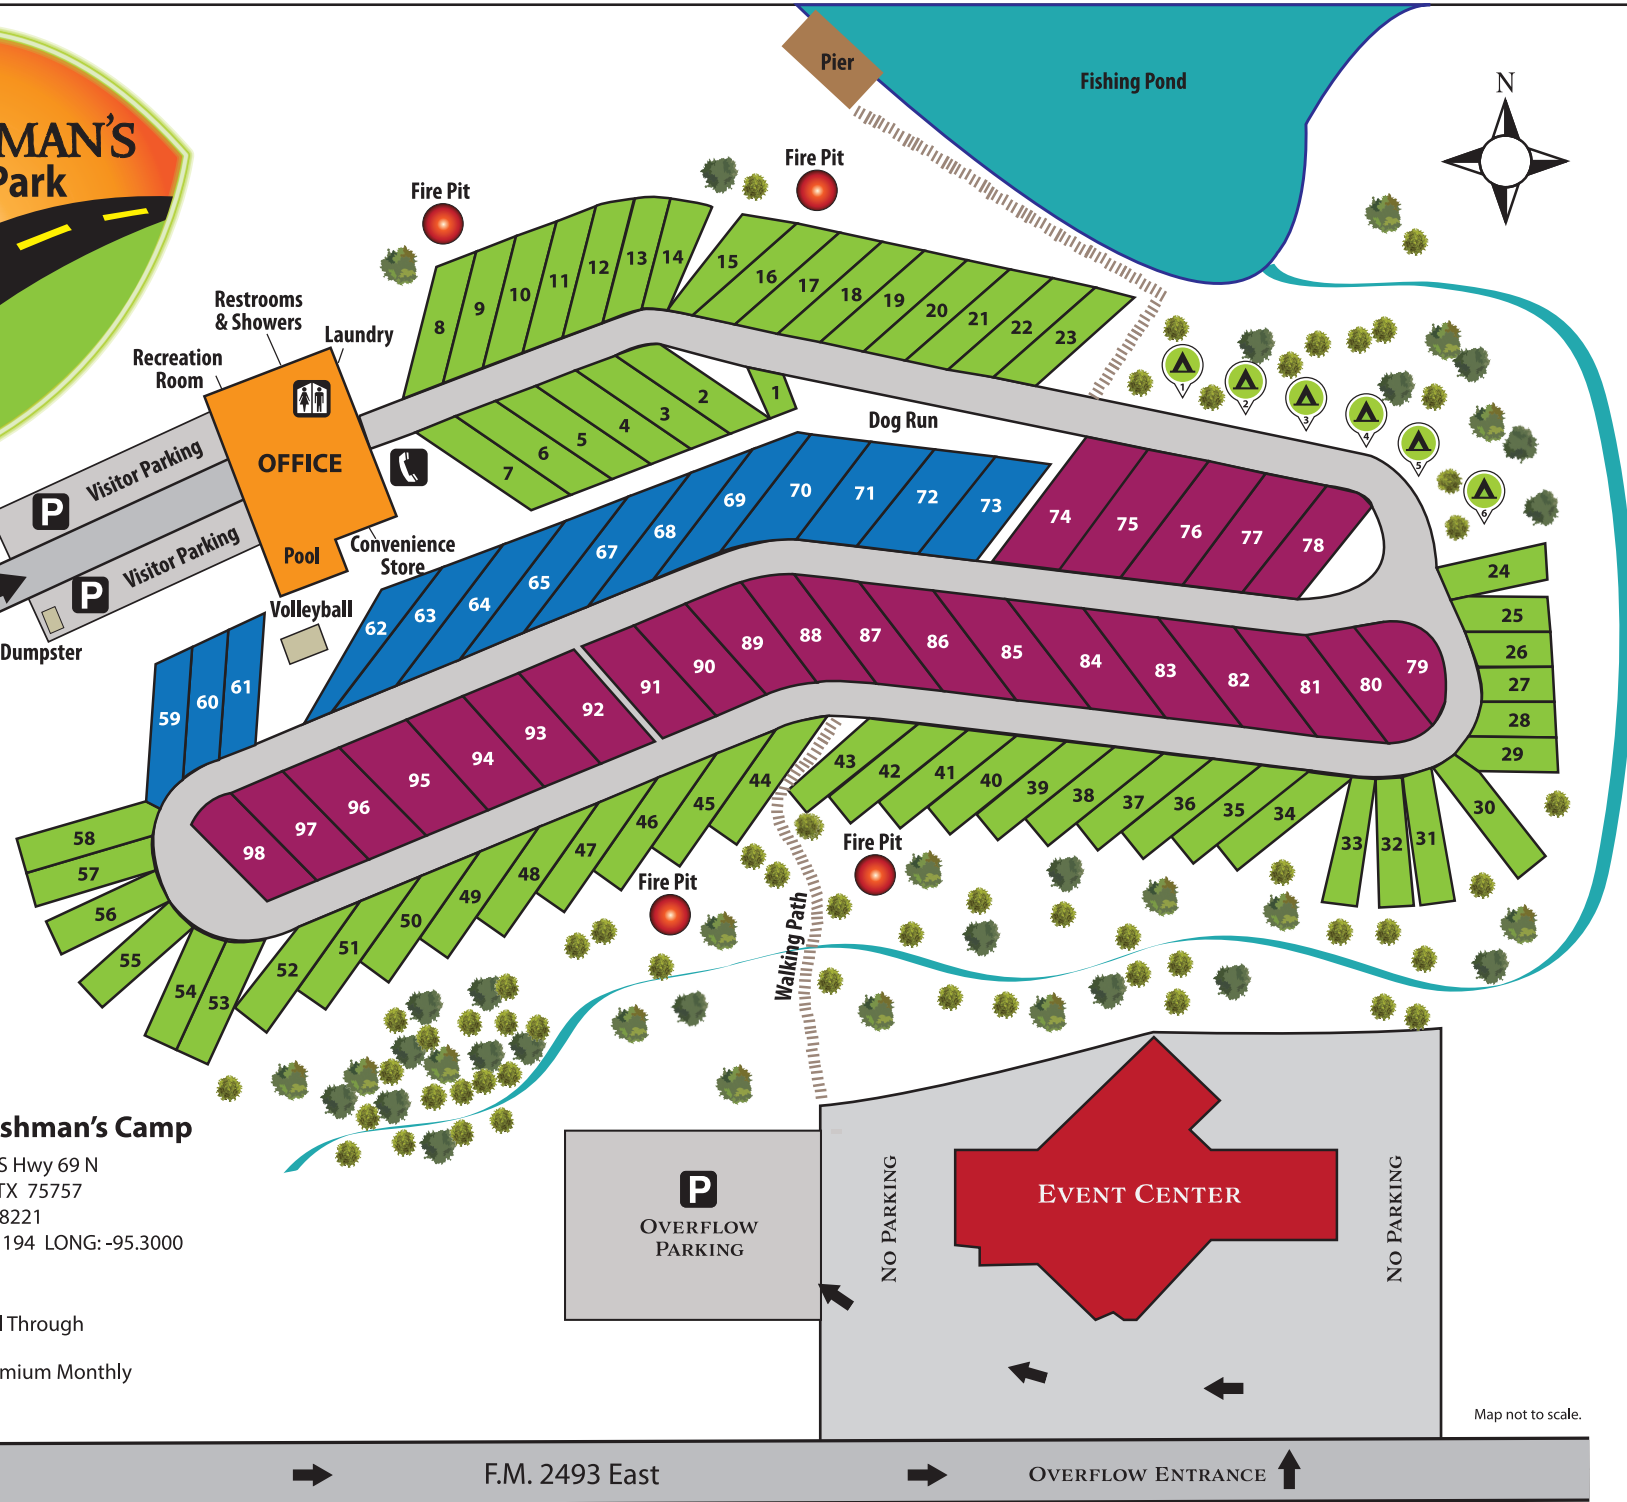 MAN'S
Park
Pier
Fishing Pond
N
Fire Pit
Fire Pit
Restrooms
& Showers
Laundry
Recreation
Room
OFFICE
Pool
Convenience
Store
Visitor Parking
P
Visitor Parking
P
Dumpster
Volleyball
Dog Run
8
9
10
11
12
13
14
15
16
17
18
19
20
21
22
23
1
2
3
4
5
6
7
1
2
3
4
5
6
24
25
26
27
28
29
30
31
32
33
34
35
36
37
38
39
40
41
42
43
44
45
46
47
48
49
50
51
52
53
54
55
56
57
58
59
60
61
62
63
64
65
67
68
69
70
71
72
73
74
75
76
77
78
79
80
81
82
83
84
85
86
87
88
89
90
91
92
93
94
95
96
97
98
Fire Pit
Fire Pit
Walking Path
shman's Camp
S Hwy 69 N
TX 75757
8221
194 LONG: -95.3000
l Through
mium Monthly
P
Overflow
Parking
No Parking
Event Center
No Parking
Map not to scale.
F.M. 2493 East
Overflow Entrance